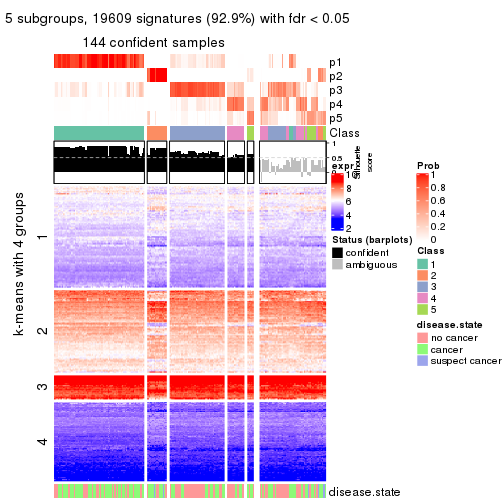 5 subgroups, 19609 signatures (92.9%) with fdr < 0.05
144 confident samples
p1
p2
p3
p4
p5
Class
1
0.5
0
Silhouette
score
k-means with 4 groups
1
2
3
4
disease.state
expr
10
8
6
4
2
Status (barplots)
confident
ambiguous
Prob
1
0.8
0.6
0.4
0.2
0
Class
1
2
3
4
5
disease.state
no cancer
cancer
suspect cancer